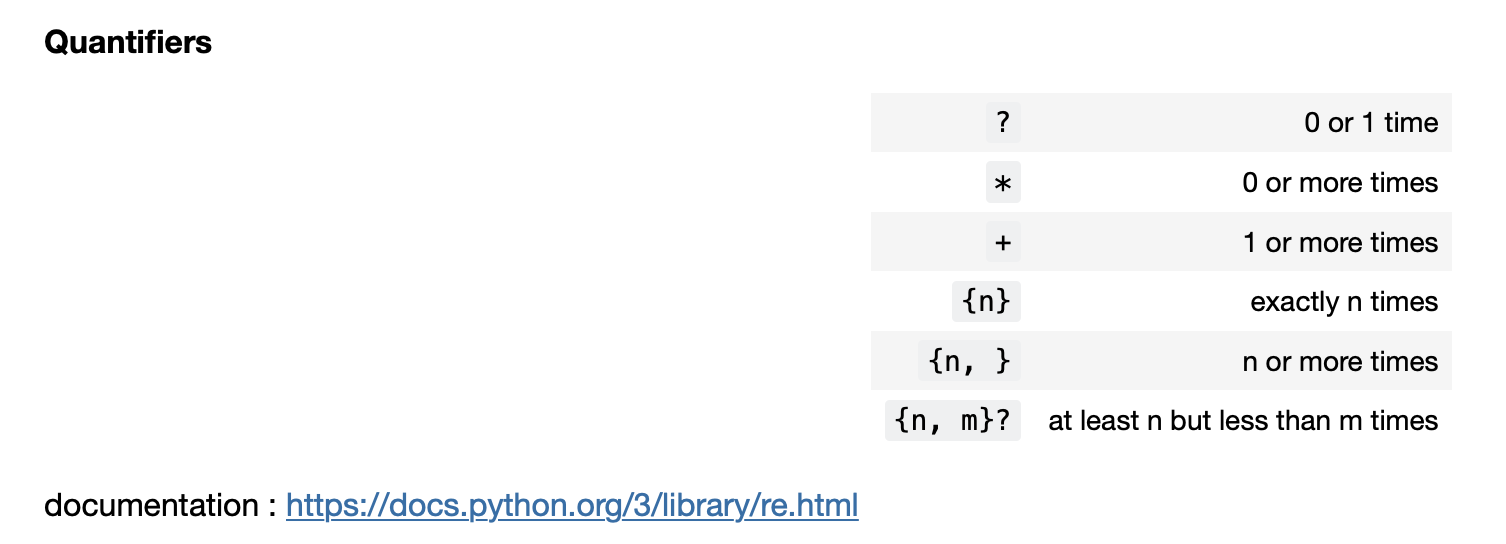 Quantifiers
? 0 or 1 time
* 0 or more times
+ 1 or more times
{n} exactly n times
{n, } n or more times
{n, m}? at least n but less than m times
documentation : https://docs.python.org/3/library/re.html